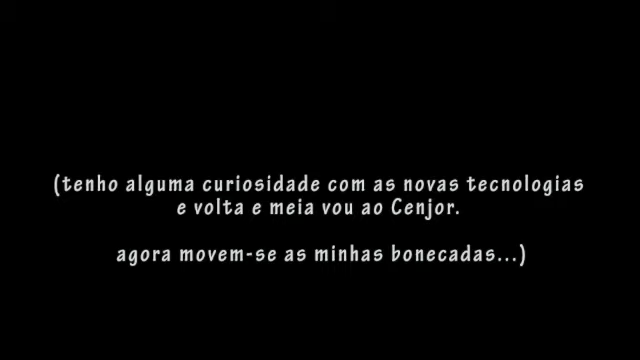 (tenho alguma curiosidade com as novas tecnologias
e volta e meia vou ao Cenjor.
agora movem-se as minhas bonecadas...)